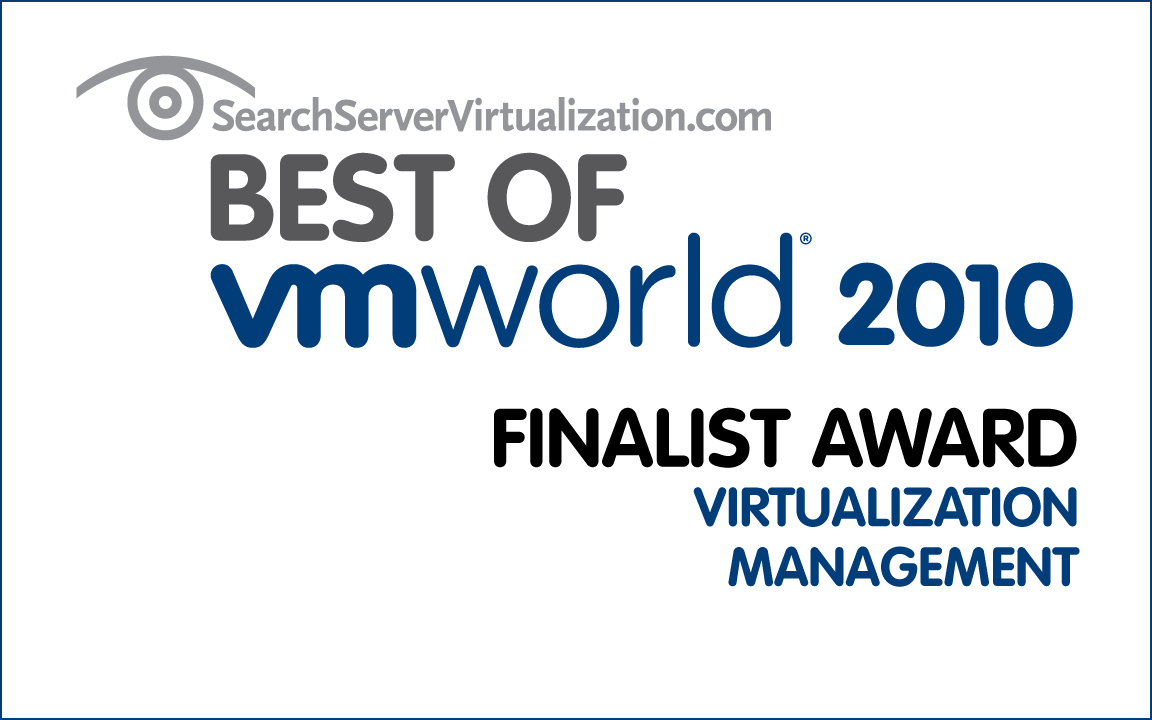 SearchServerVirtualization.com
BEST OF
vmworld® 2010
FINALIST AWARD
VIRTUALIZATION
MANAGEMENT